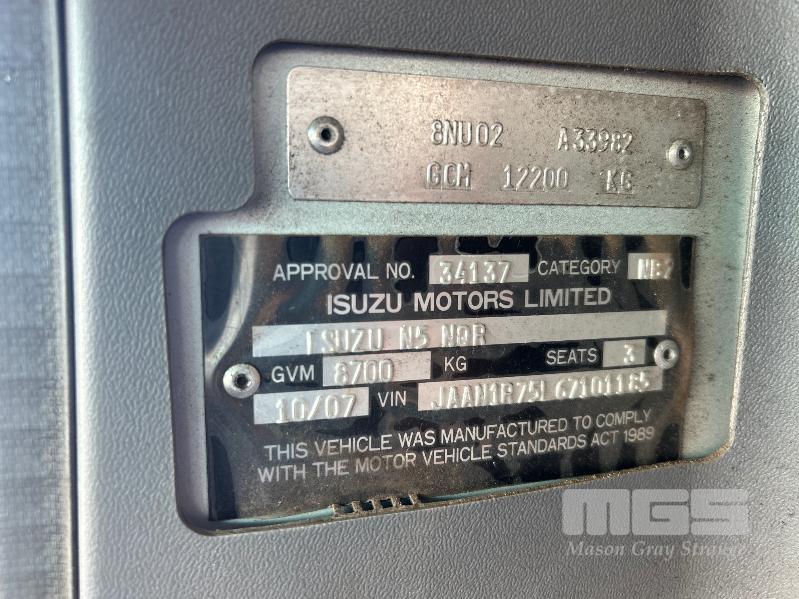 8NU02 A33982
GCM 12200 KG
APPROVAL NO. 34137 CATEGORY NB2
ISUZU MOTORS LIMITED
ISUZU N5 NQR
GVM 8700 KG SEATS 3
10/07 VIN JAAN1R75L67101185
THIS VEHICLE WAS MANUFACTURED TO COMPLY
WITH THE MOTOR VEHICLE STANDARDS ACT 1989
MGS
Mason Gray Strange